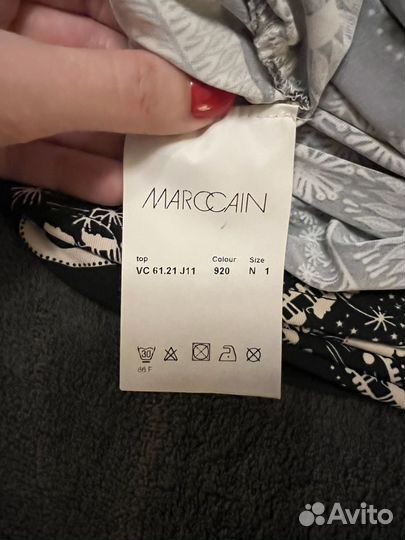 MARCCAIN
top Colour Size
VC 61.21 J11 920 N 1
30
86 F
Avito